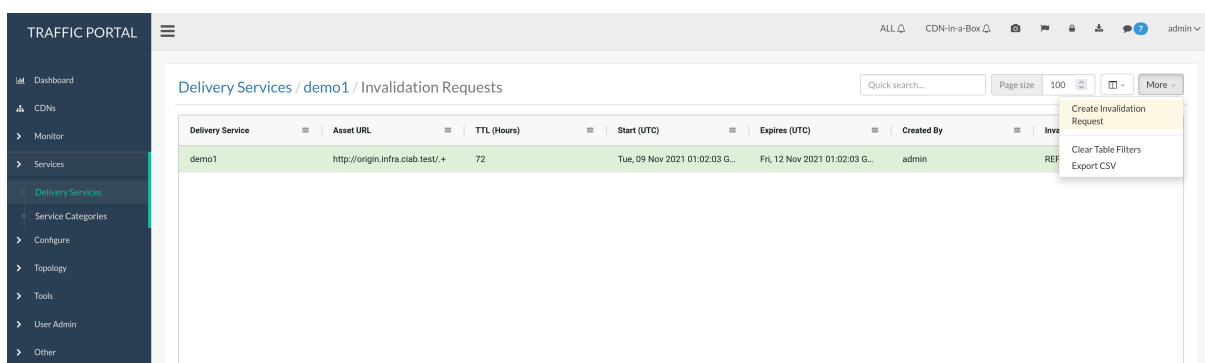 TRAFFIC PORTAL
ALL
CDN-in-a-Box
7
admin
Dashboard
CDNs
Monitor
Services
Delivery Services
Service Categories
Configure
Topology
Tools
User Admin
Other
Delivery Services / demo1 / Invalidation Requests
Quick search...
Page size 100
More
Create Invalidation
Request
Clear Table Filters
Export CSV
Delivery Service Asset URL TTL (Hours) Start (UTC) Expires (UTC) Created By Inva
demo1 http://origin.infra.ciab.test/.+ 72 Tue, 09 Nov 2021 01:02:03 G... Fri, 12 Nov 2021 01:02:03 G... admin REF